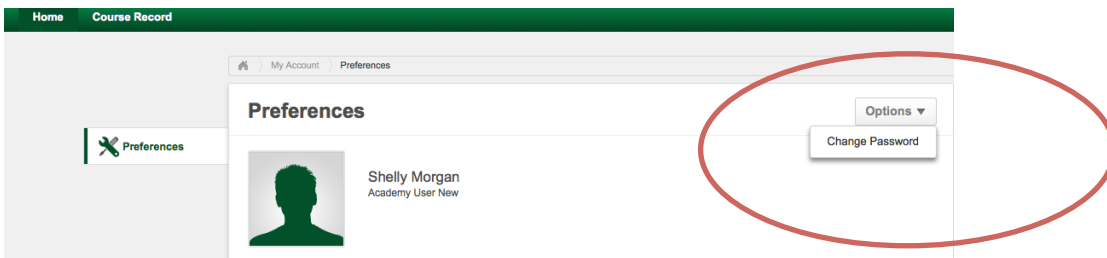 Home Course Record
My Account Preferences
Preferences
Options ▼
Change Password
Preferences
Shelly Morgan
Academy User New